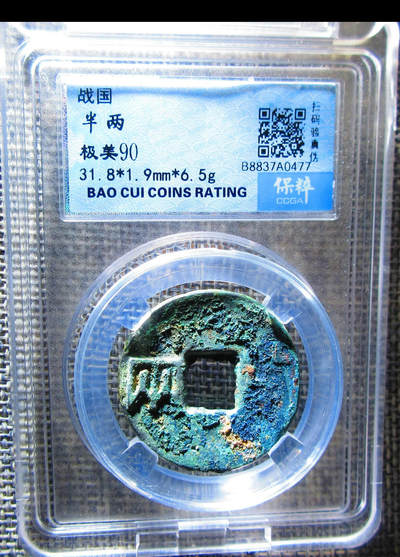 战国
半两
极美90
31.8*1.9mm*6.5g
BAO CUI COINS RATING
扫码验真伪
B8837A0477
保粹
CCGA
两